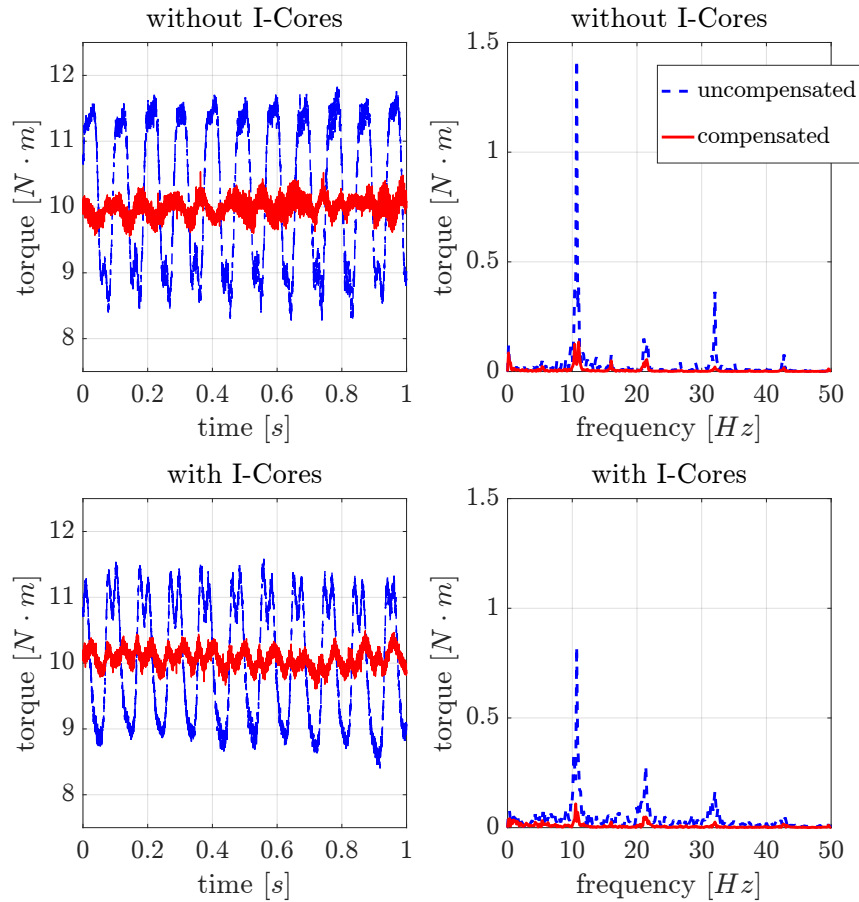 without I-Cores
torque [N · m]
12
11
10
9
8
0 0.2 0.4 0.6 0.8 1
time [s]
without I-Cores
torque [N · m]
1.5
1
0.5
0
0 10 20 30 40 50
frequency [Hz]
uncompensated
compensated
with I-Cores
torque [N · m]
12
11
10
9
8
0 0.2 0.4 0.6 0.8 1
time [s]
with I-Cores
torque [N · m]
1.5
1
0.5
0
0 10 20 30 40 50
frequency [Hz]